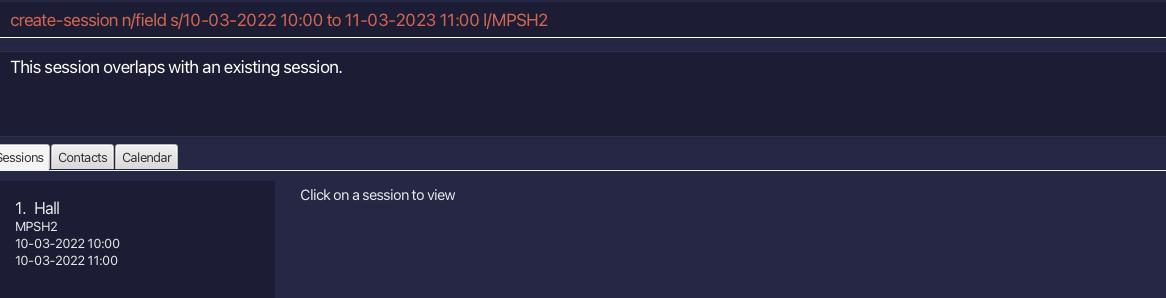 create-session n/field s/10-03-2022 10:00 to 11-03-2023 11:00 l/MPSH2
This session overlaps with an existing session.
Sessions Contacts Calendar
1. Hall
MPSH2
10-03-2022 10:00
10-03-2022 11:00
Click on a session to view